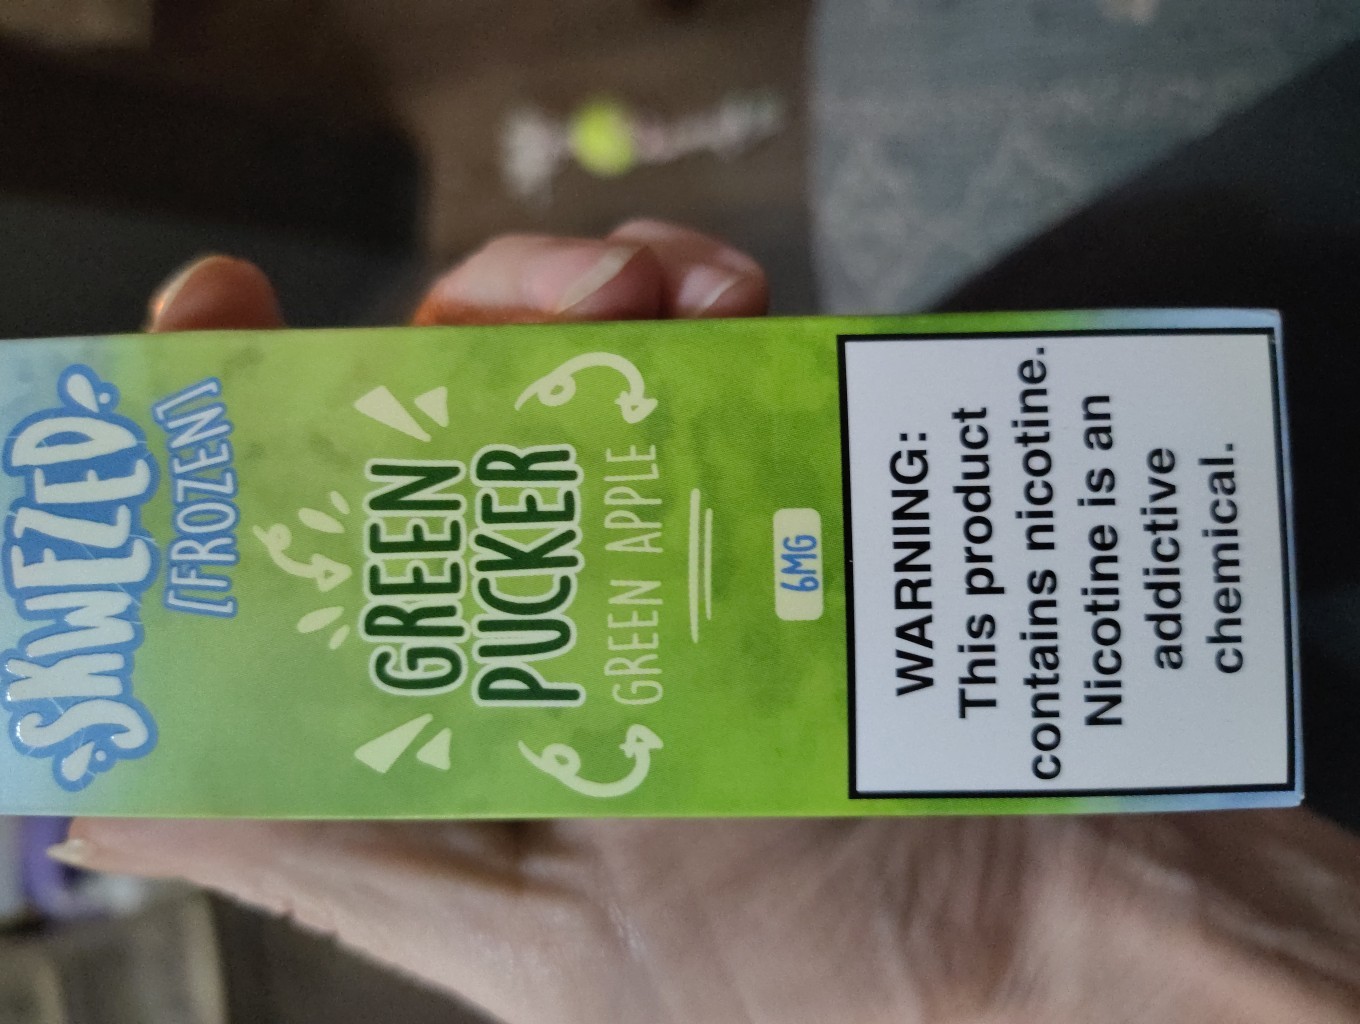 SKWEZED
[FROZEN]
GREEN
PUCKER
GREEN APPLE
6MG
WARNING:
This product
contains nicotine.
Nicotine is an
addictive
chemical.